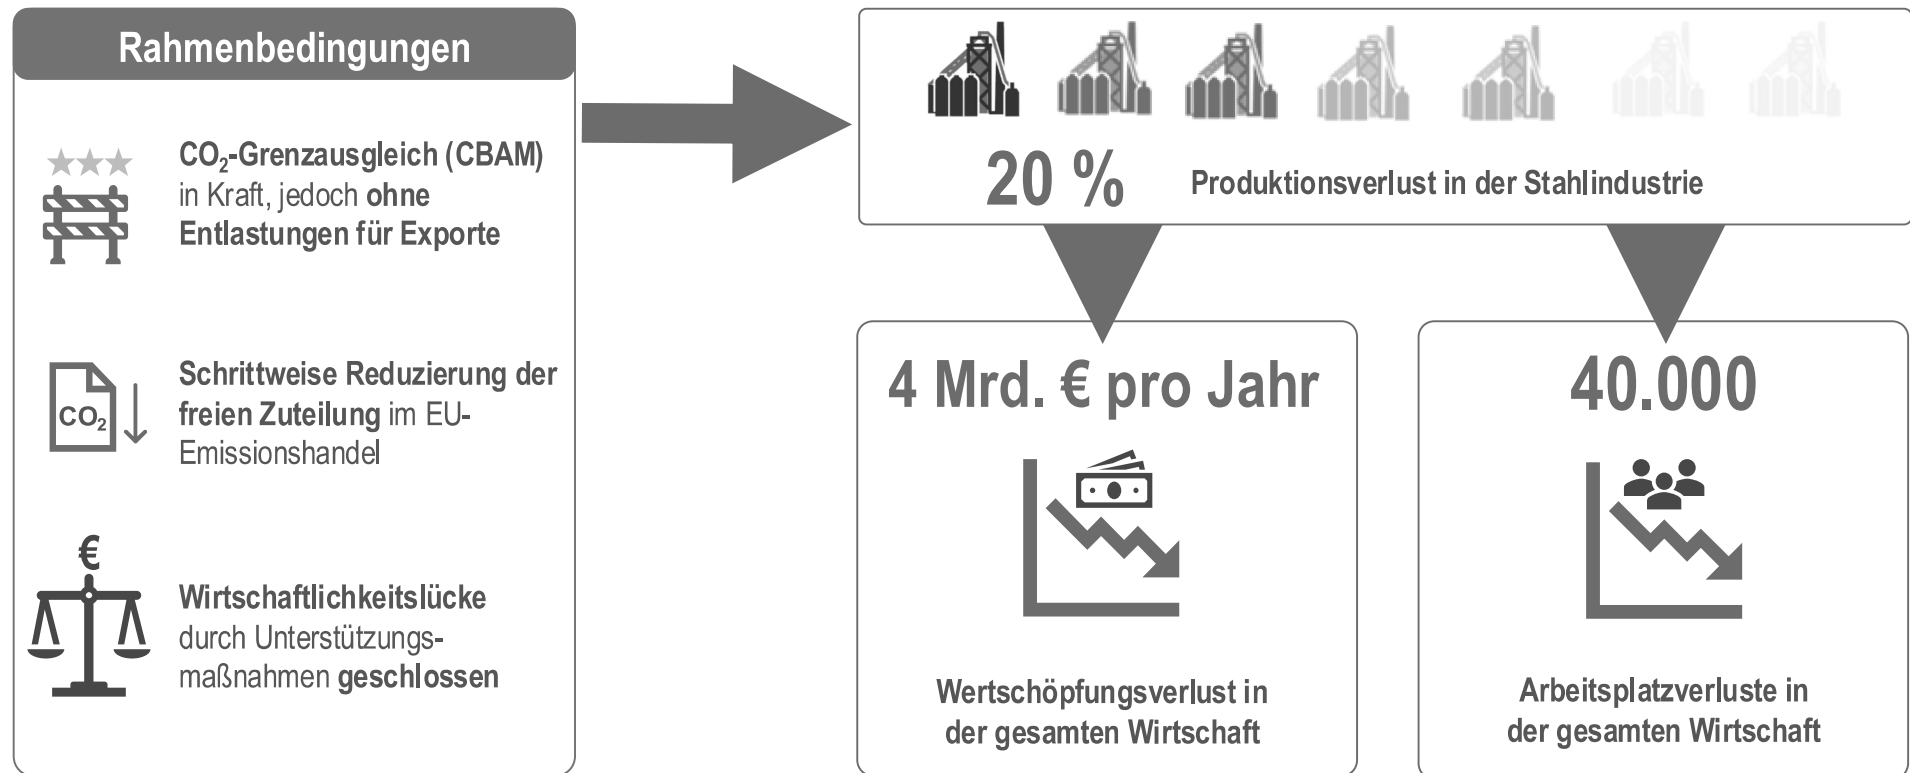 Rahmenbedingungen
CO₂-Grenzausgleich (CBAM)
in Kraft, jedoch ohne
Entlastungen für Exporte
CO₂
Schrittweise Reduzierung der
freien Zuteilung im EU-
Emissionshandel
€
Wirtschaftlichkeitslücke
durch Unterstützungs-
maßnahmen geschlossen
20 %
Produktionsverlust in der Stahlindustrie
4 Mrd. € pro Jahr
Wertschöpfungsverlust in
der gesamten Wirtschaft
40.000
Arbeitsplatzverluste in
der gesamten Wirtschaft